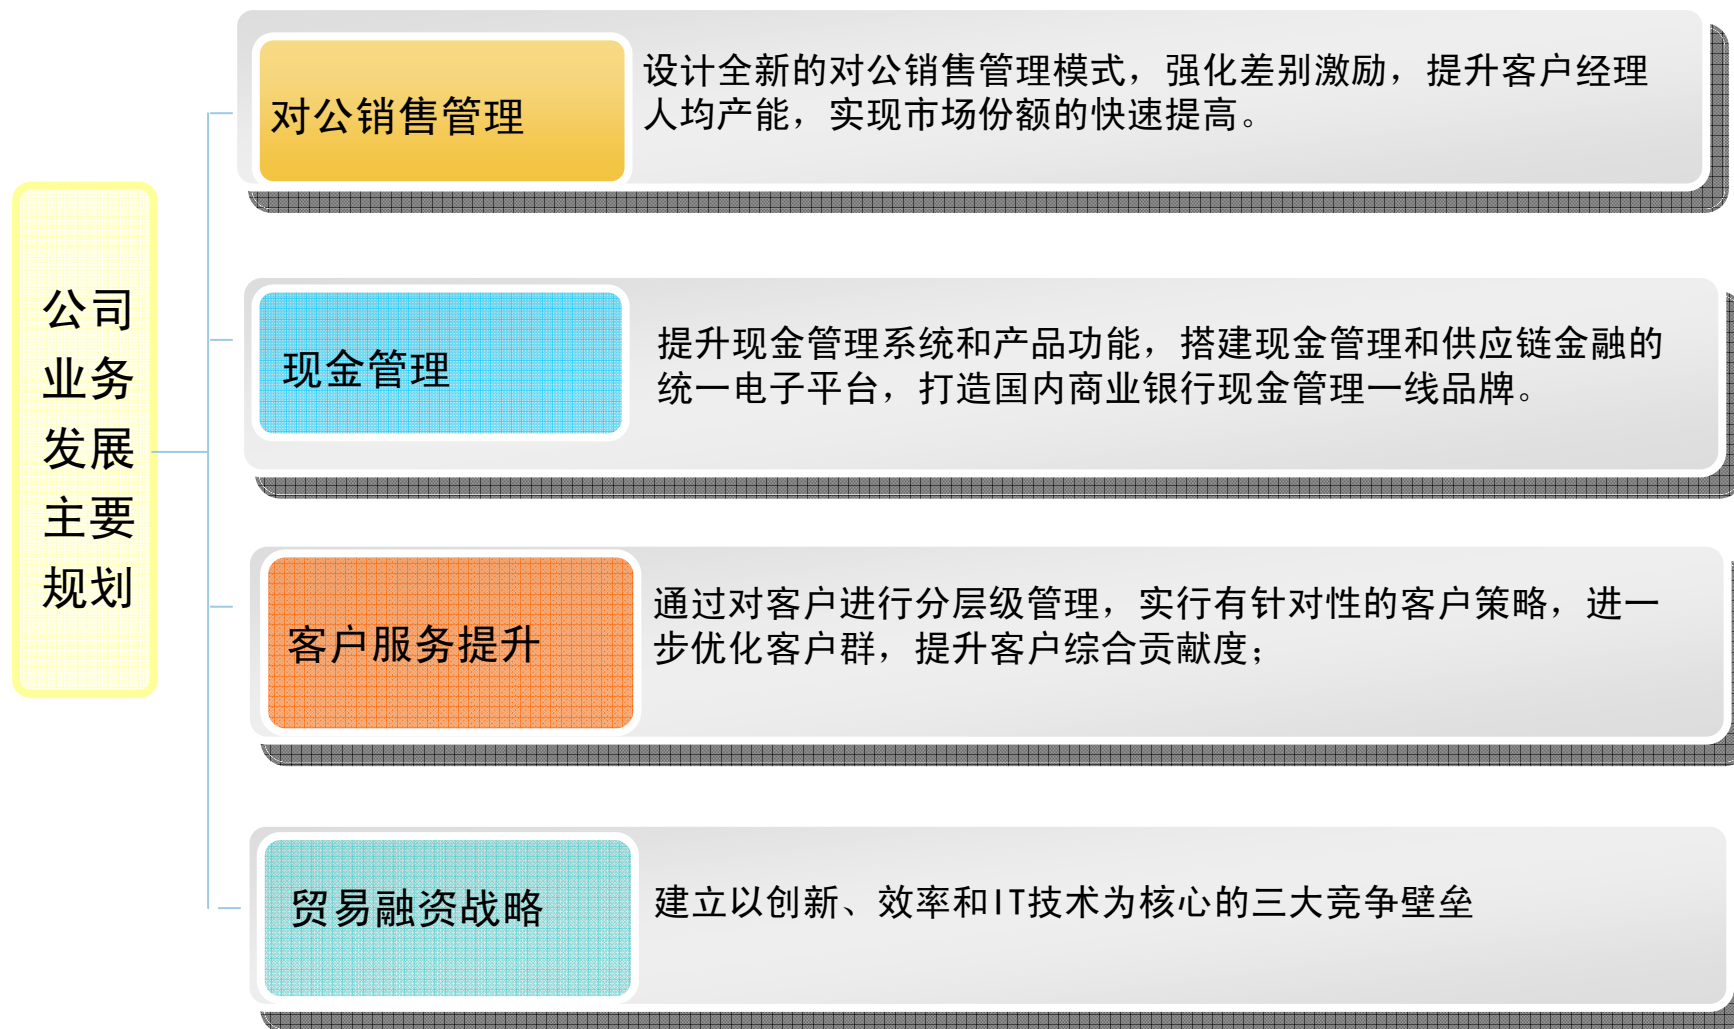 公司
业务
发展
主要
规划
对公销售管理
设计全新的对公销售管理模式，强化差别激励，提升客户经理
人均产能，实现市场份额的快速提高。
现金管理
提升现金管理系统和产品功能，搭建现金管理和供应链金融的
统一电子平台，打造国内商业银行现金管理一线品牌。
客户服务提升
通过对客户进行分层级管理，实行有针对性的客户策略，进一
步优化客户群，提升客户综合贡献度；
贸易融资战略
建立以创新、效率和IT技术为核心的三大竞争壁垒